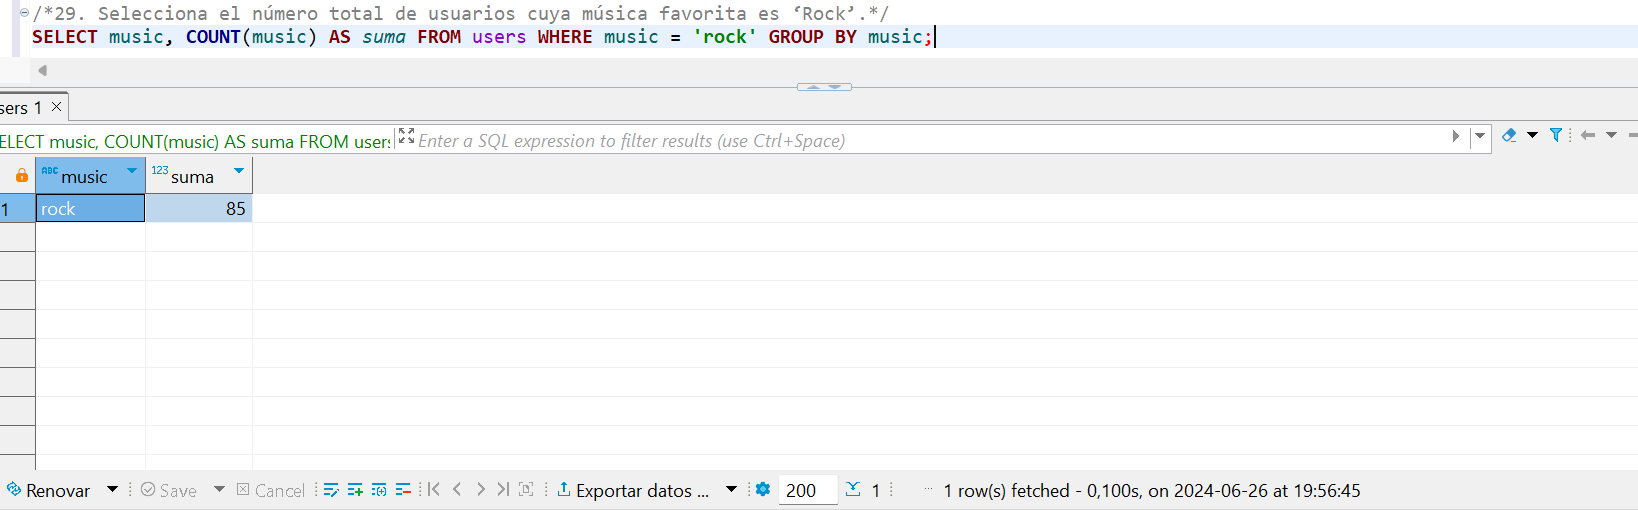 /*29. Selecciona el número total de usuarios cuya música favorita es ‘Rock’.*/
SELECT music, COUNT(music) AS suma FROM users WHERE music = 'rock' GROUP BY music;
sers 1
ELECT music, COUNT(music) AS suma FROM users Enter a SQL expression to filter results (use Ctrl+Space)
ABC music 123 suma
1 rock 85
Renovar Save Cancel Exportar datos ... 200 1 ... 1 row(s) fetched - 0,100s, on 2024-06-26 at 19:56:45